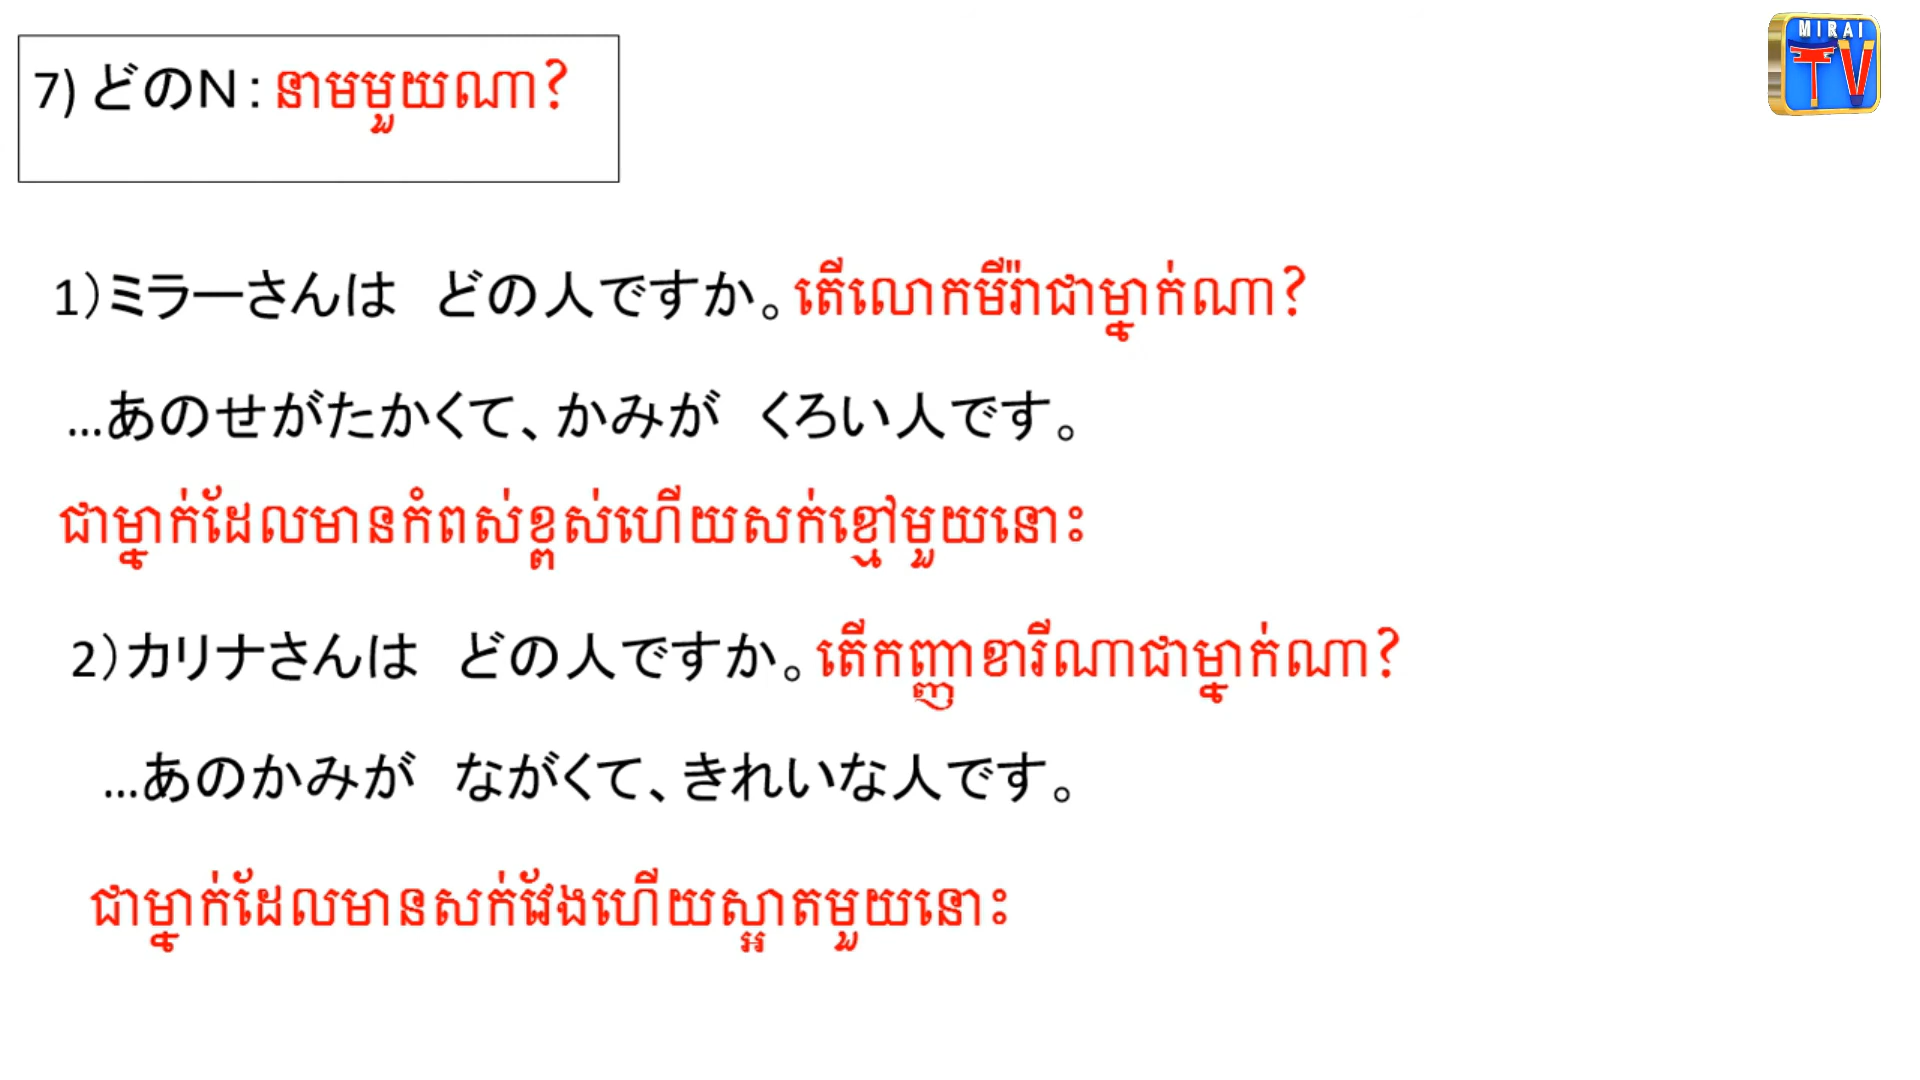 MIRAI
TV
7) どのN : នាមមួយណា?
1）ミラーさんは　どの人ですか。តើលោកមីរ៉ាជាម្នាក់ណា?
…あのせがたかくて、かみが　くろい人です。
ជាម្នាក់ដែលមានកំពស់ខ្ពស់ហើយសក់ខ្មៅមួយនោះ
2）カリナさんは　どの人ですか。តើកញ្ញាខារីណាជាម្នាក់ណា?
…あのかみが　ながくて、きれいな人です。
ជាម្នាក់ដែលមានសក់វែងហើយស្អាតមួយនោះ